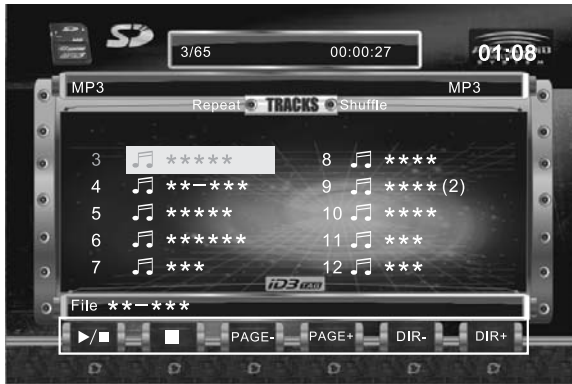 SD
3/65 00:00:27 01:08
MP3 MP3
Repeat TRACKS Shuffle
3 *****
4 **-***
5 *****
6 ******
7 ***
8 ****
9 ****(2)
10 ****
11 ***
12 ***
ID3 TAG
File **-***
▶/■ ■ PAGE- PAGE+ DIR- DIR+